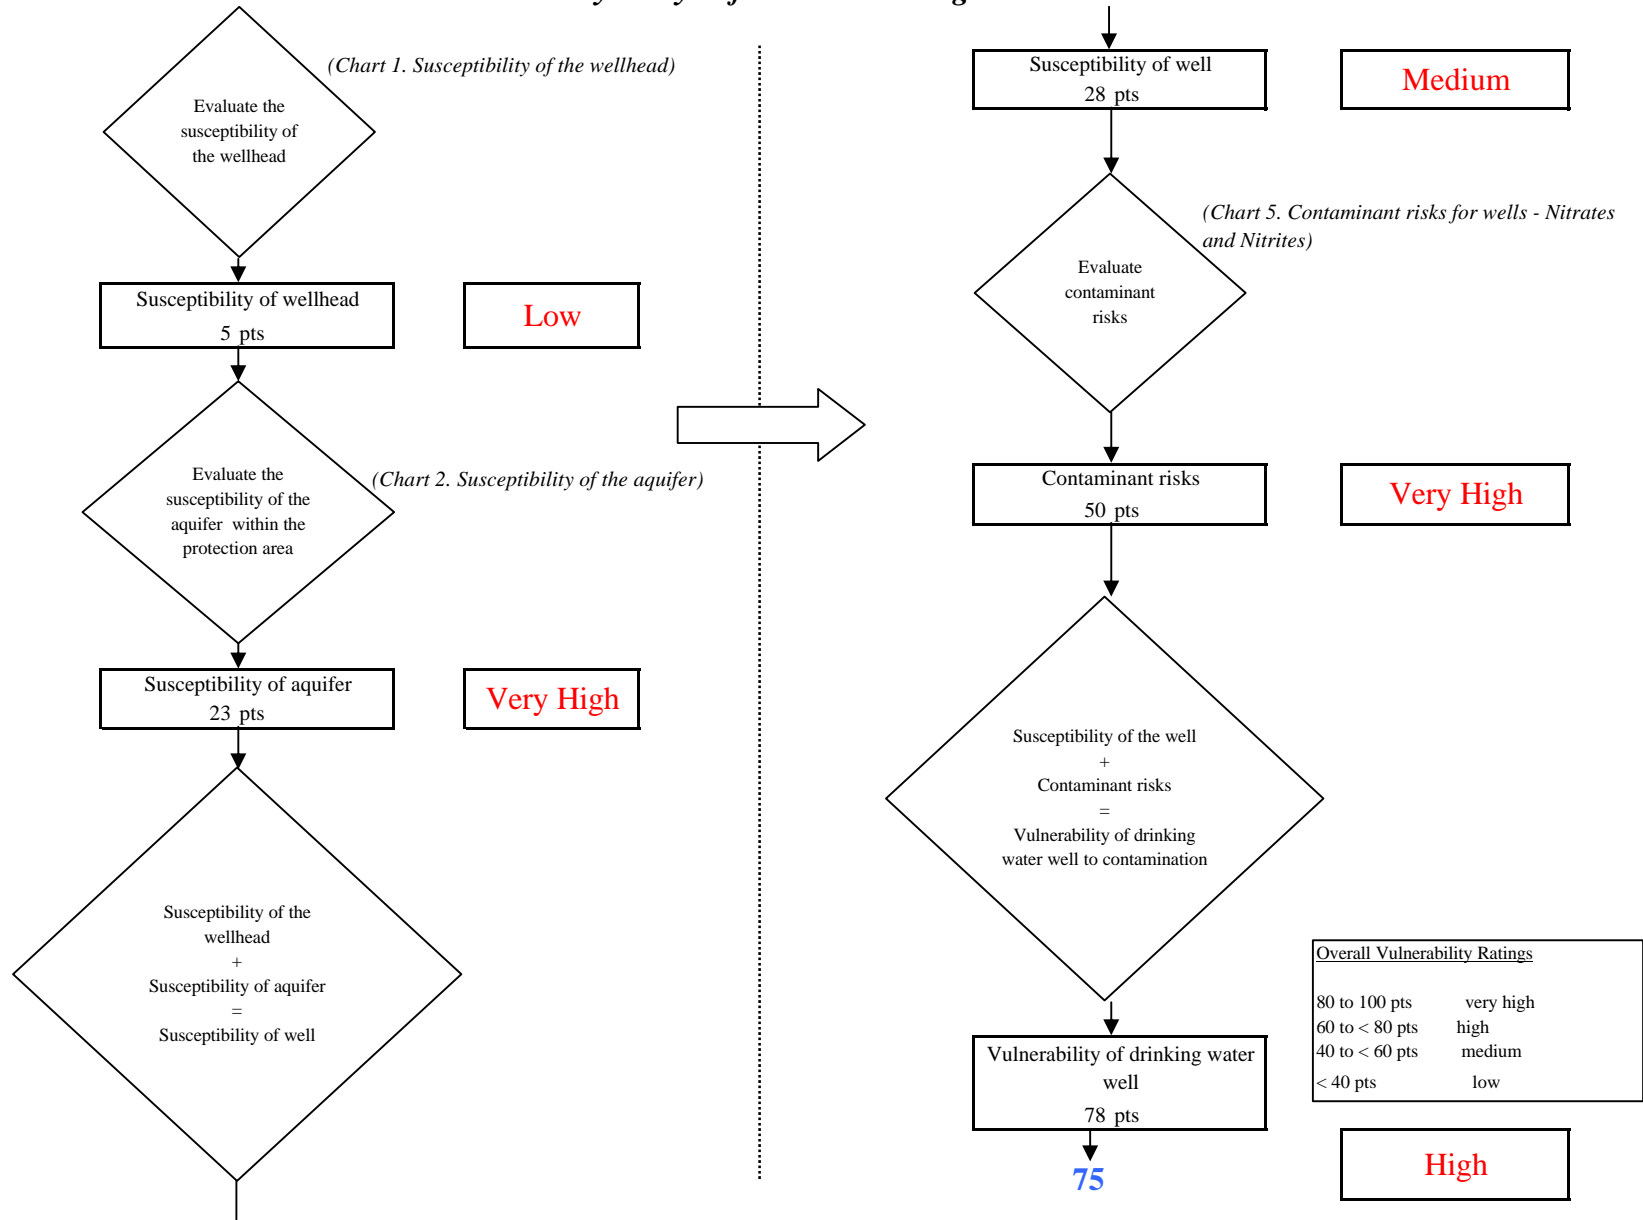 (Chart 1. Susceptibility of the wellhead)
Evaluate the
susceptibility of
the wellhead
Susceptibility of wellhead
5 pts
Low
Evaluate the
susceptibility of the
aquifer within the
protection area
(Chart 2. Susceptibility of the aquifer)
Susceptibility of aquifer
23 pts
Very High
Susceptibility of the
wellhead
+
Susceptibility of aquifer
=
Susceptibility of well
Susceptibility of well
28 pts
Medium
(Chart 5. Contaminant risks for wells - Nitrates
and Nitrites)
Evaluate
contaminant
risks
Contaminant risks
50 pts
Very High
Susceptibility of the well
+
Contaminant risks
=
Vulnerability of drinking
water well to contamination
Overall Vulnerability Ratings
80 to 100 pts very high
60 to < 80 pts high
40 to < 60 pts medium
< 40 pts low
Vulnerability of drinking water
well
78 pts
75
High